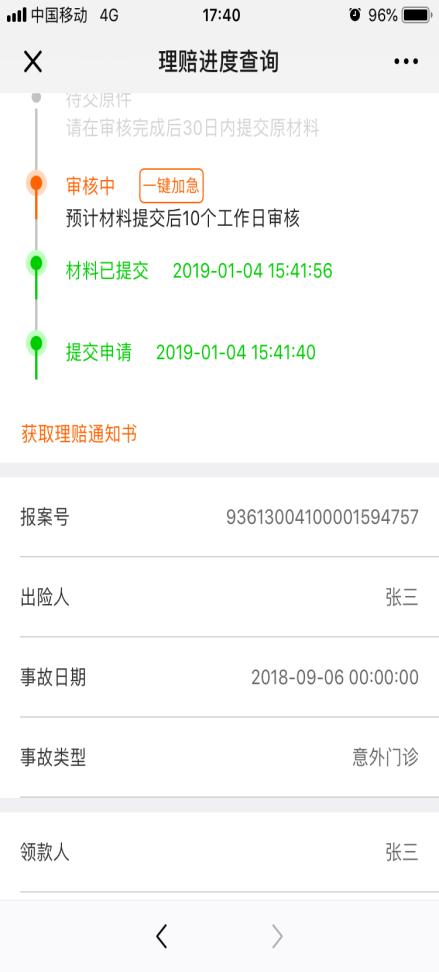 中国移动 4G 17:40 96%
理赔进度查询
待交原件
请在审核完成后30日内提交原材料
审核中 一键加急
预计材料提交后10个工作日审核
材料已提交 2019-01-04 15:41:56
提交申请 2019-01-04 15:41:40
获取理赔通知书
报案号 93613004100001594757
出险人 张三
事故日期 2018-09-06 00:00:00
事故类型 意外门诊
领款人 张三